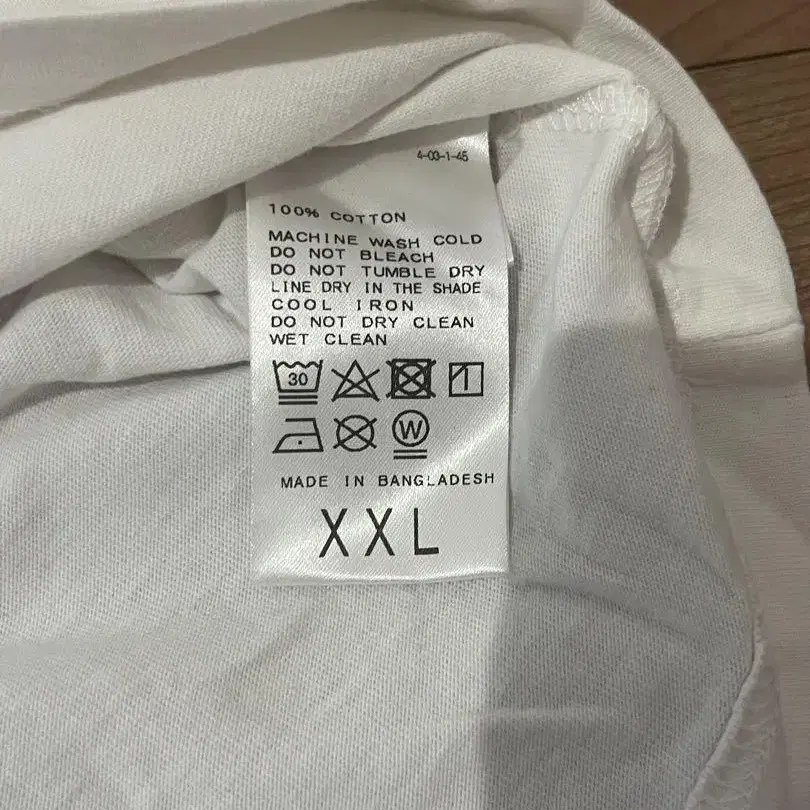 4-03-1-45
100% COTTON
MACHINE WASH COLD
DO NOT BLEACH
DO NOT TUMBLE DRY
LINE DRY IN THE SHADE
COOL IRON
DO NOT DRY CLEAN
WET CLEAN
30
W
MADE IN BANGLADESH
XXL